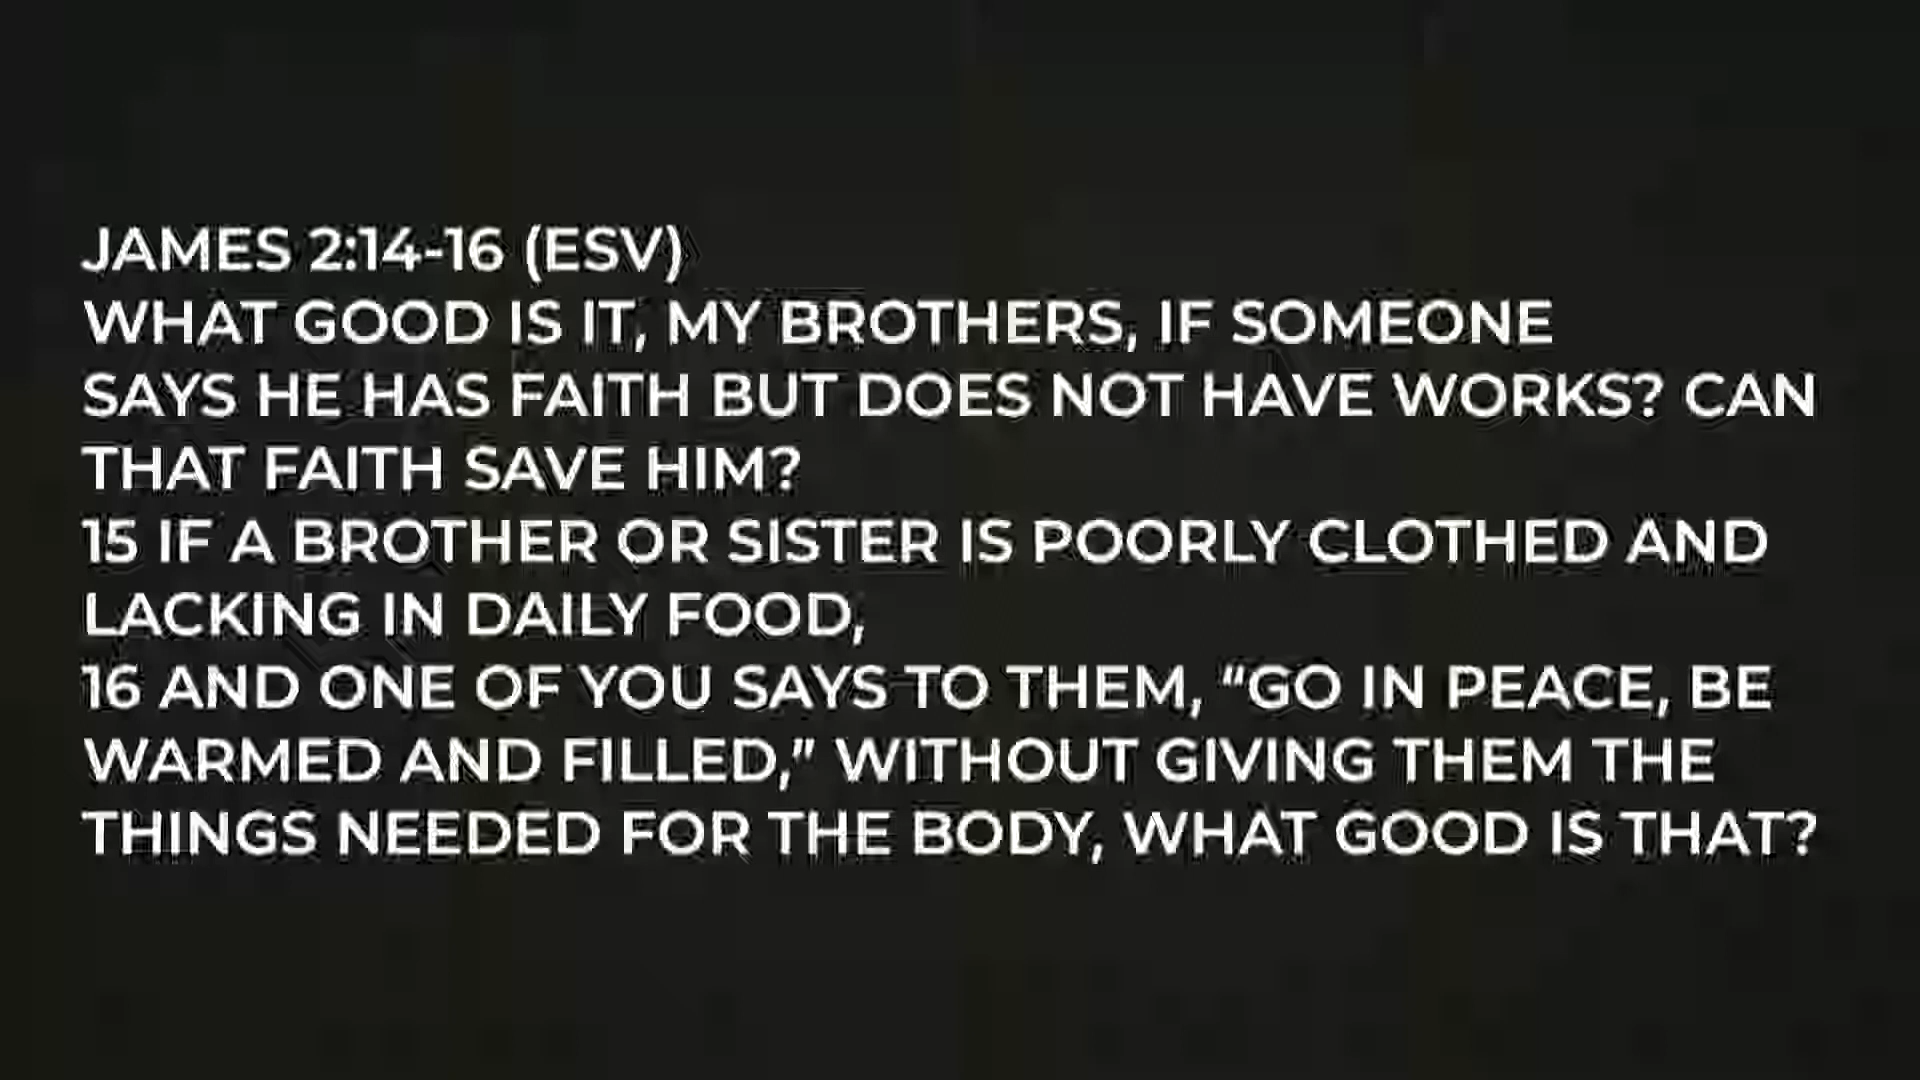 JAMES 2:14-16 (ESV)
WHAT GOOD IS IT, MY BROTHERS, IF SOMEONE
SAYS HE HAS FAITH BUT DOES NOT HAVE WORKS? CAN
THAT FAITH SAVE HIM?
15 IF A BROTHER OR SISTER IS POORLY CLOTHED AND
LACKING IN DAILY FOOD,
16 AND ONE OF YOU SAYS TO THEM, “GO IN PEACE, BE
WARMED AND FILLED,” WITHOUT GIVING THEM THE
THINGS NEEDED FOR THE BODY, WHAT GOOD IS THAT?